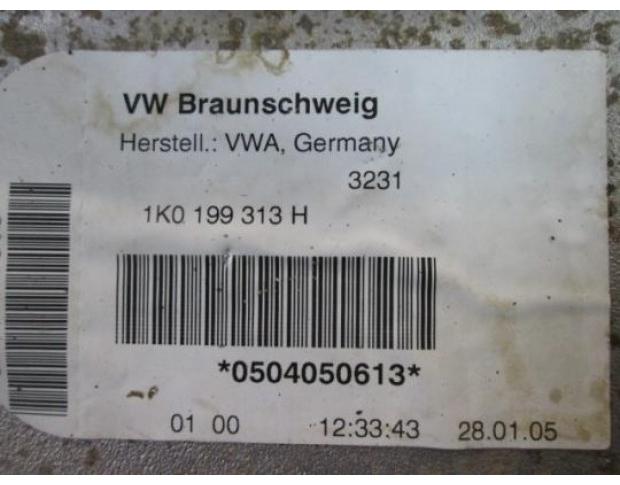 VW Braunschweig
Herstell.: VWA, Germany
3231
1K0 199 313 H
*0504050613*
01 00 12:33:43 28.01.05